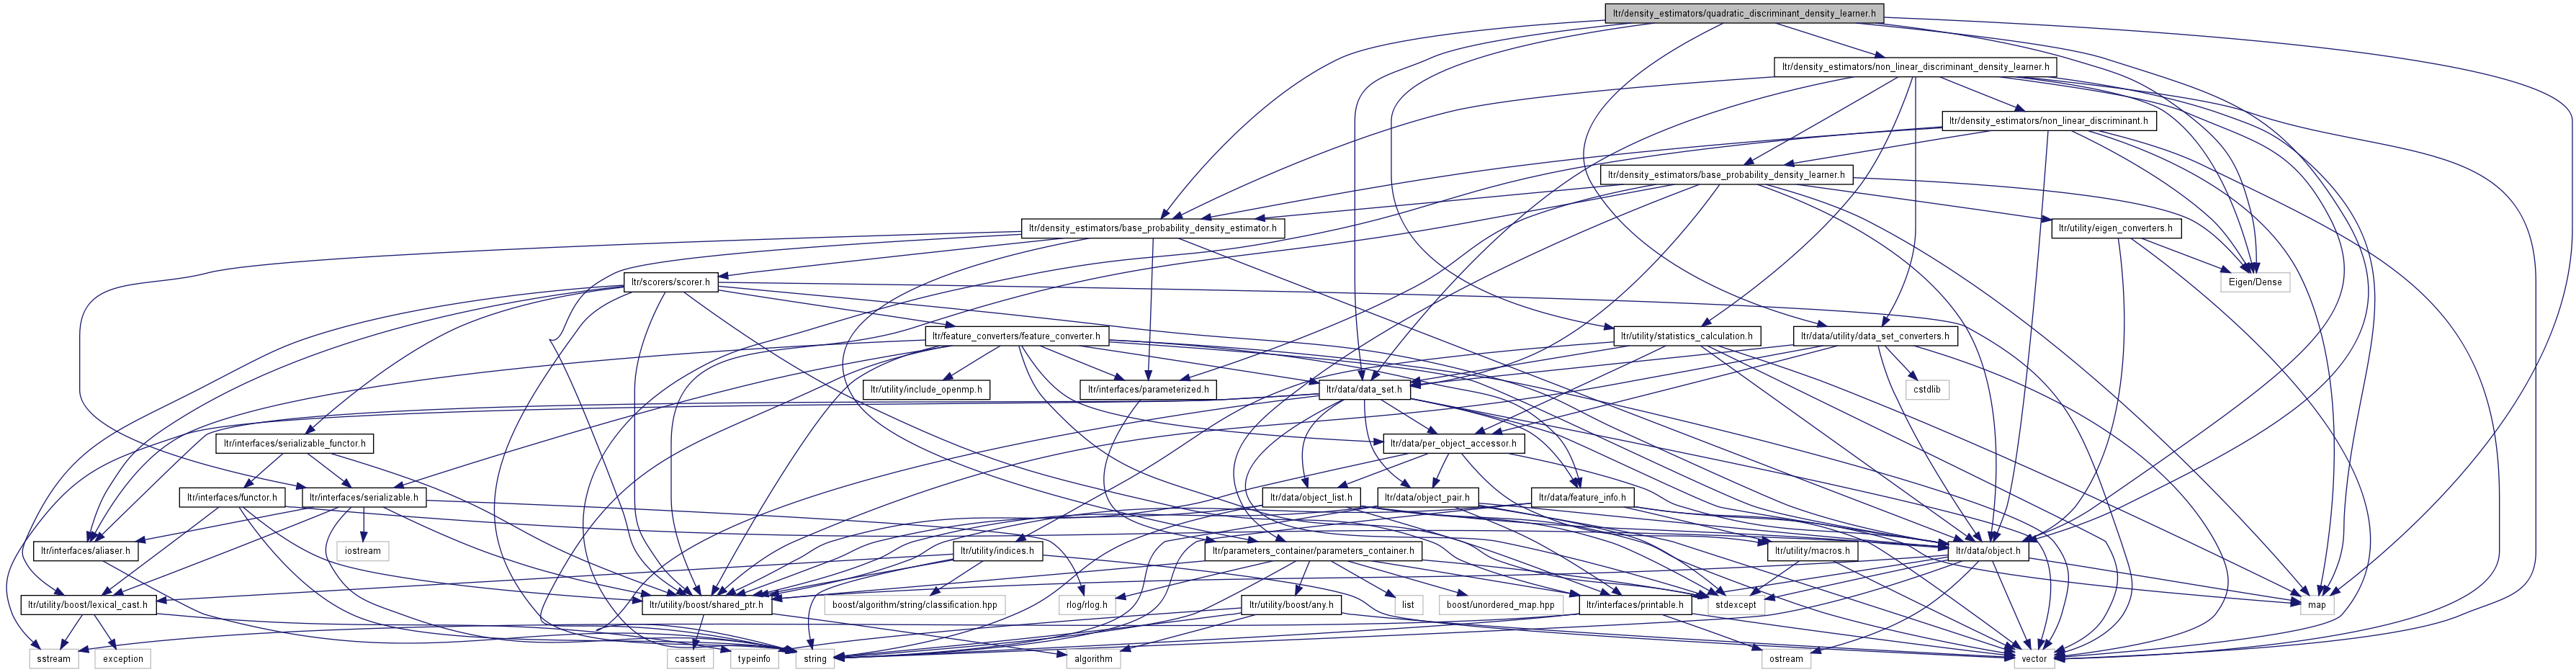 ltr/density_estimators/quadratic_discriminant_density_learner.h
ltr/density_estimators/non_linear_discriminant_density_learner.h
ltr/density_estimators/non_linear_discriminant.h
ltr/density_estimators/base_probability_density_learner.h
ltr/density_estimators/base_probability_density_estimator.h
ltr/utility/eigen_converters.h
ltr/scorers/scorer.h
Eigen/Dense
ltr/feature_converters/feature_converter.h
ltr/utility/statistics_calculation.h
ltr/data/utility/data_set_converters.h
ltr/utility/include_openmp.h
ltr/interfaces/parameterized.h
ltr/data/data_set.h
cstdlib
ltr/interfaces/serializable_functor.h
ltr/data/per_object_accessor.h
ltr/interfaces/functor.h
ltr/interfaces/serializable.h
ltr/data/object_list.h
ltr/data/object_pair.h
ltr/data/feature_info.h
ltr/interfaces/aliaser.h
iostream
ltr/utility/indices.h
ltr/parameters_container/parameters_container.h
ltr/utility/macros.h
ltr/data/object.h
ltr/utility/boost/lexical_cast.h
ltr/utility/boost/shared_ptr.h
boost/algorithm/string/classification.hpp
rlog/rlog.h
ltr/utility/boost/any.h
list
boost/unordered_map.hpp
ltr/interfaces/printable.h
stdexcept
map
sstream
exception
cassert
typeinfo
string
algorithm
ostream
vector